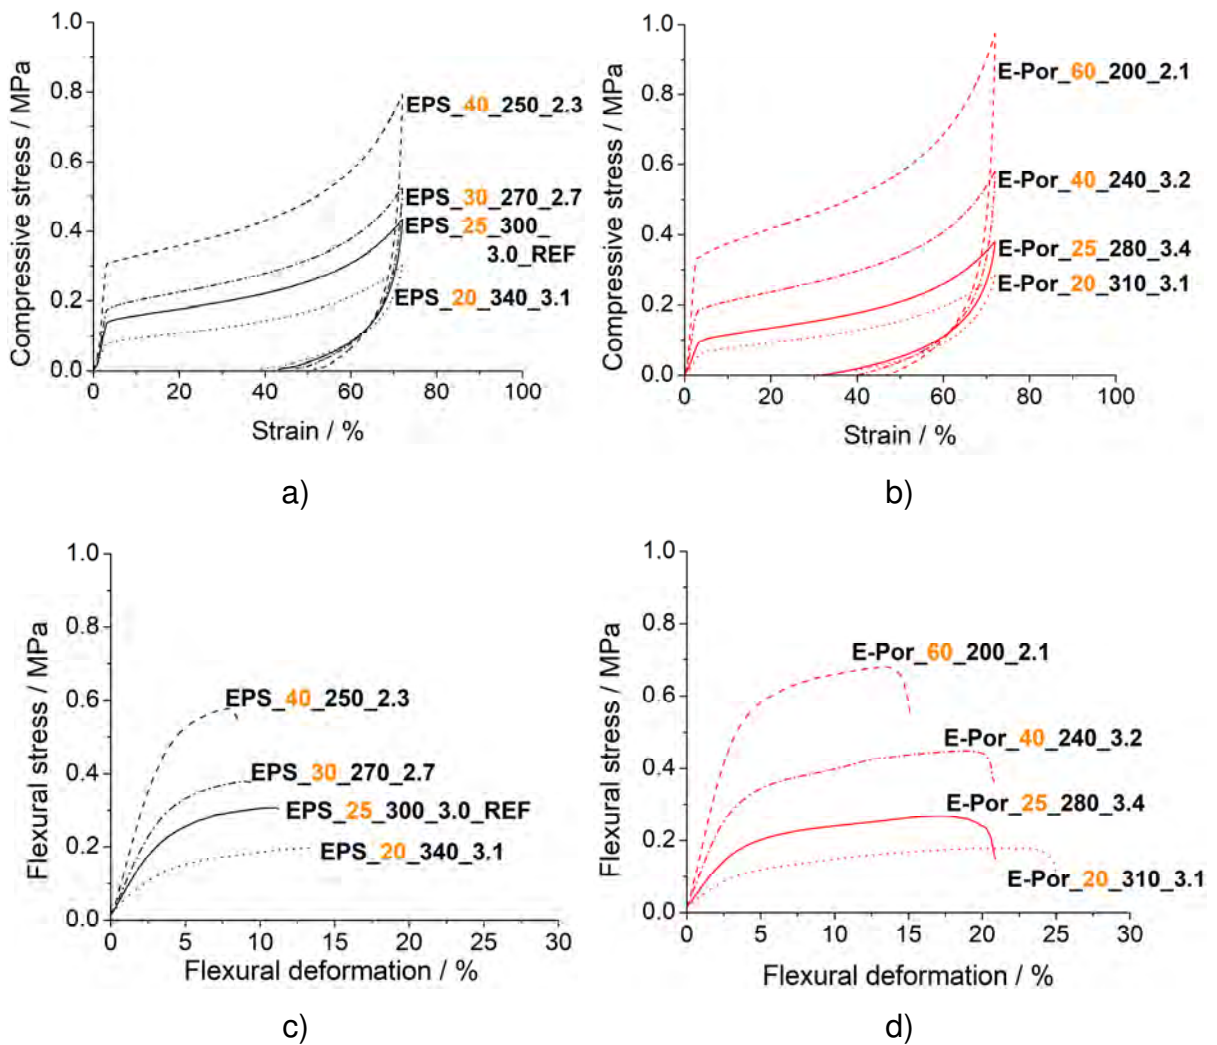 1.0
0.8
0.6
0.4
0.2
0.0
Compressive stress / MPa
EPS_40_250_2.3
EPS_30_270_2.7
EPS_25_300_
3.0_REF
EPS_20_340_3.1
0 20 40 60 80 100
Strain / %
a)
1.0
0.8
0.6
0.4
0.2
0.0
Compressive stress / MPa
E-Por_60_200_2.1
E-Por_40_240_3.2
E-Por_25_280_3.4
E-Por_20_310_3.1
0 20 40 60 80 100
Strain / %
b)
1.0
0.8
0.6
0.4
0.2
0.0
Flexural stress / MPa
EPS_40_250_2.3
EPS_30_270_2.7
EPS_25_300_3.0_REF
EPS_20_340_3.1
0 5 10 15 20 25 30
Flexural deformation / %
c)
1.0
0.8
0.6
0.4
0.2
0.0
Flexural stress / MPa
E-Por_60_200_2.1
E-Por_40_240_3.2
E-Por_25_280_3.4
E-Por_20_310_3.1
0 5 10 15 20 25 30
Flexural deformation / %
d)